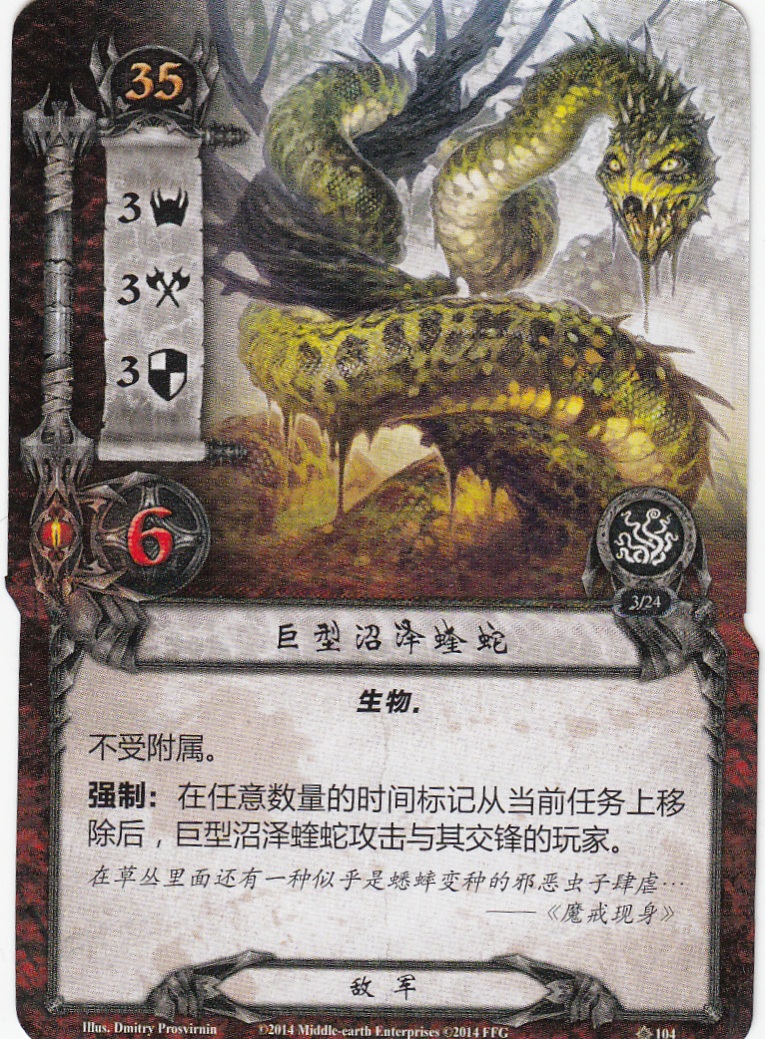 35
3
3
3
6
3/24
巨型沼泽蝰蛇
生物.
不受附属。
强制：在任意数量的时间标记从当前任务上移
除后，巨型沼泽蝰蛇攻击与其交锋的玩家。
在草丛里面还有一种似乎是蟋蟀变种的邪恶虫子肆虐…
——《魔戒现身》
敌军
Illus. Dmitry Prosvirnin ©2014 Middle-earth Enterprises ©2014 FFG 104